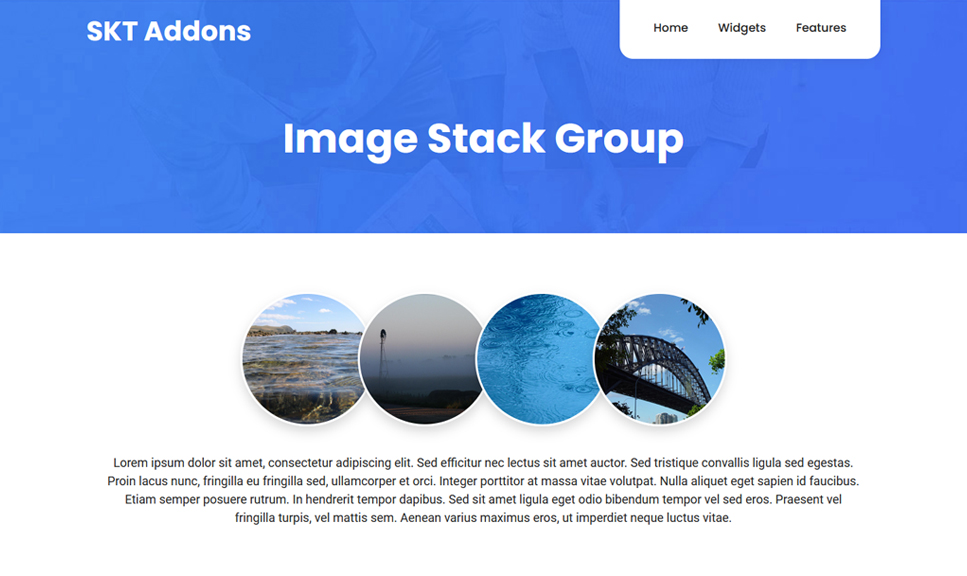 SKT Addons
Home Widgets Features
Image Stack Group
Lorem ipsum dolor sit amet, consectetur adipiscing elit. Sed efficitur nec lectus sit amet auctor. Sed tristique convallis ligula sed egestas.
Proin lacus nunc, fringilla eu fringilla sed, ullamcorper et orci. Integer porttitor at massa vitae volutpat. Nulla aliquet eget sapien id faucibus.
Etiam semper posuere rutrum. In hendrerit tempor dapibus. Sed sit amet ligula eget odio bibendum tempor vel sed eros. Praesent vel
fringilla turpis, vel mattis sem. Aenean varius maximus eros, ut imperdiet neque luctus vitae.